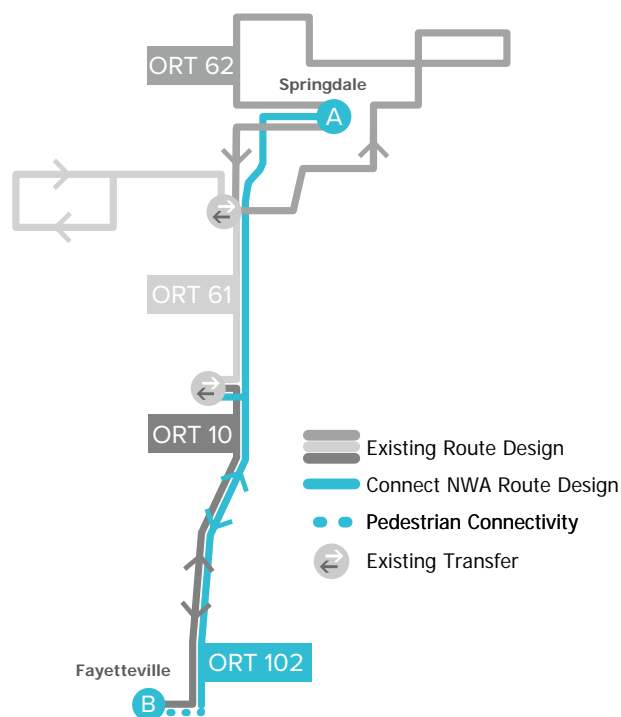 ORT 62
Springdale
A
ORT 61
ORT 10
Existing Route Design
Connect NWA Route Design
Pedestrian Connectivity
Existing Transfer
ORT 102
Fayetteville
B